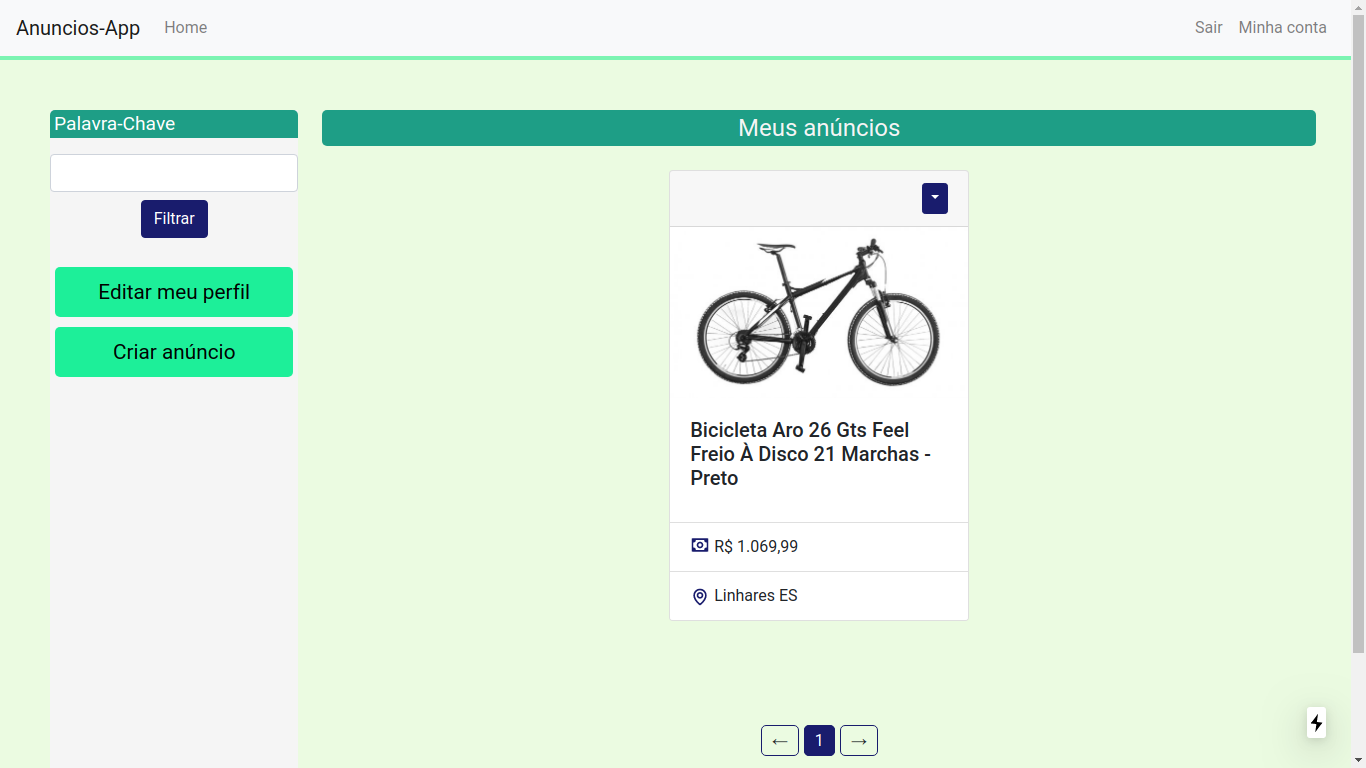 Anuncios-App Home Sair Minha conta
Palavra-Chave
Filtrar
Editar meu perfil
Criar anúncio
Meus anúncios
Bicicleta Aro 26 Gts Feel
Freio À Disco 21 Marchas -
Preto
R$ 1.069,99
Linhares ES
← 1 →